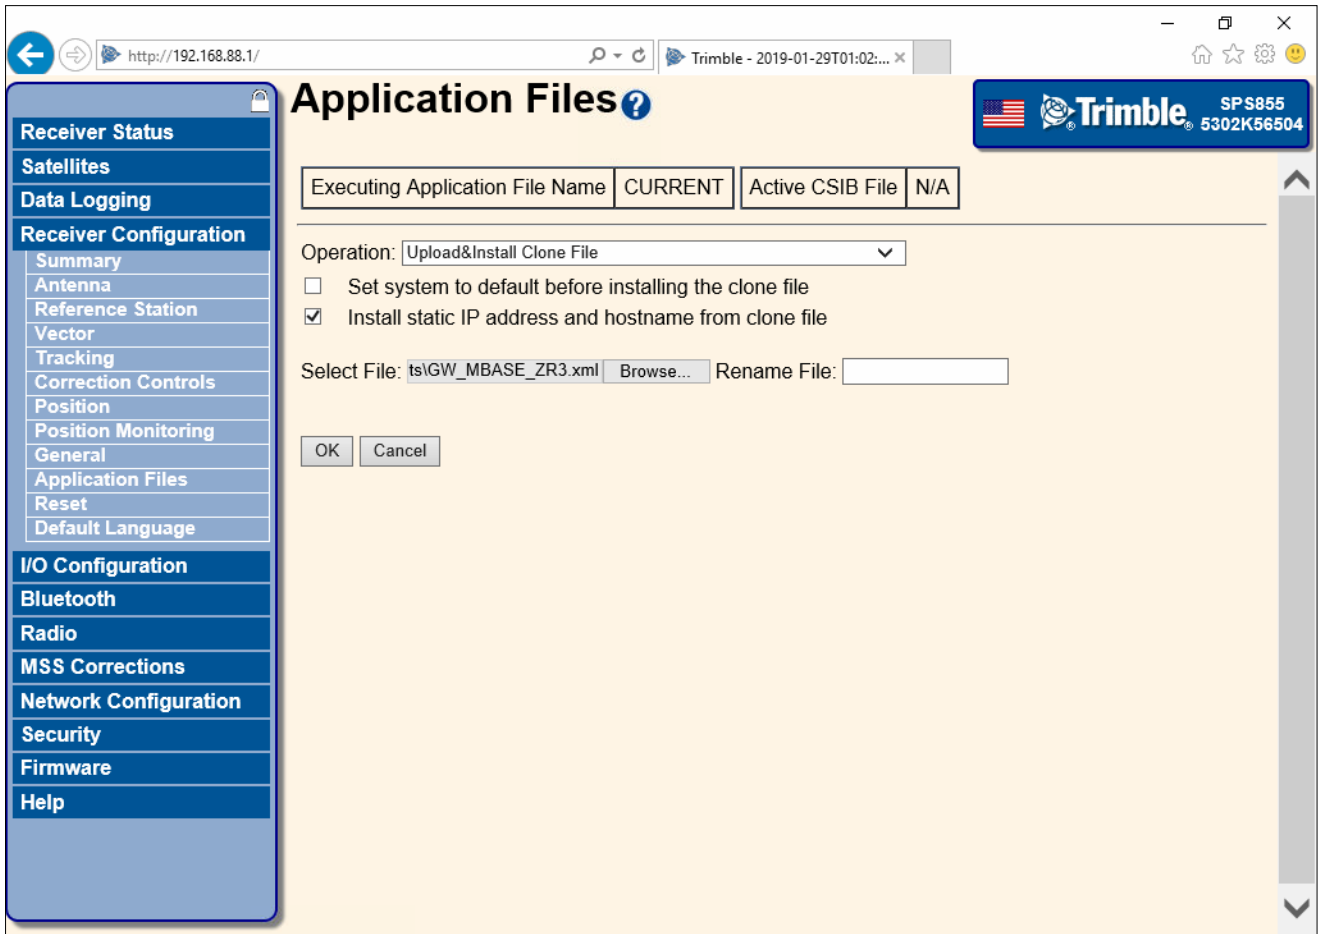 http://192.168.88.1/
Trimble - 2019-01-29T01:02:...
Application Files
Trimble
SPS855
5302K56504
Receiver Status
Satellites
Data Logging
Receiver Configuration
Summary
Antenna
Reference Station
Vector
Tracking
Correction Controls
Position
Position Monitoring
General
Application Files
Reset
Default Language
I/O Configuration
Bluetooth
Radio
MSS Corrections
Network Configuration
Security
Firmware
Help
Executing Application File Name CURRENT Active CSIB File N/A
Operation: Upload&Install Clone File
Set system to default before installing the clone file
Install static IP address and hostname from clone file
Select File: ts\GW_MBASE_ZR3.xml Browse... Rename File:
OK Cancel